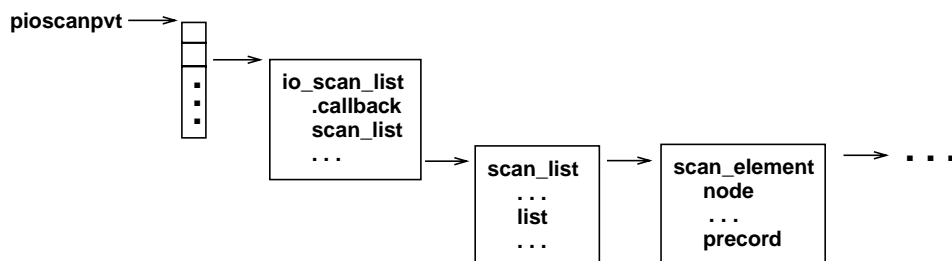 pioscanpvt
io_scan_list
.callback
scan_list
. . .
scan_list
. . .
list
. . .
scan_element
node
. . .
precord
. . .